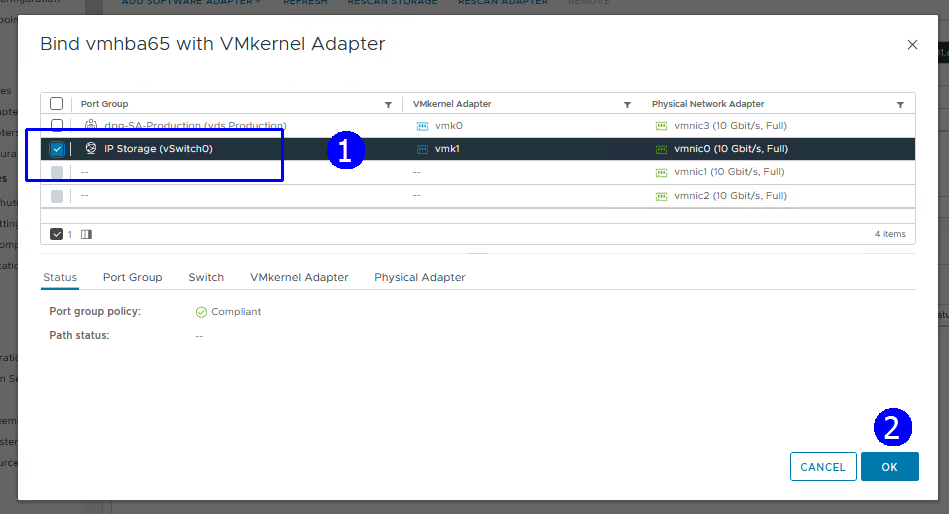 ADD SOFTWARE ADAPTER REFRESH RESCAN STORAGE RESCAN ADAPTER REMOVE
Bind vmhba65 with VMkernel Adapter
Port Group VMkernel Adapter Physical Network Adapter
dpg-SA-Production (vds Production) vmk0 vmnic3 (10 Gbit/s, Full)
IP Storage (vSwitch0) 1 vmk1 vmnic0 (10 Gbit/s, Full)
-- -- vmnic1 (10 Gbit/s, Full)
-- -- vmnic2 (10 Gbit/s, Full)
1 4 items
Status Port Group Switch VMkernel Adapter Physical Adapter
Port group policy: Compliant
Path status: --
2
CANCEL OK